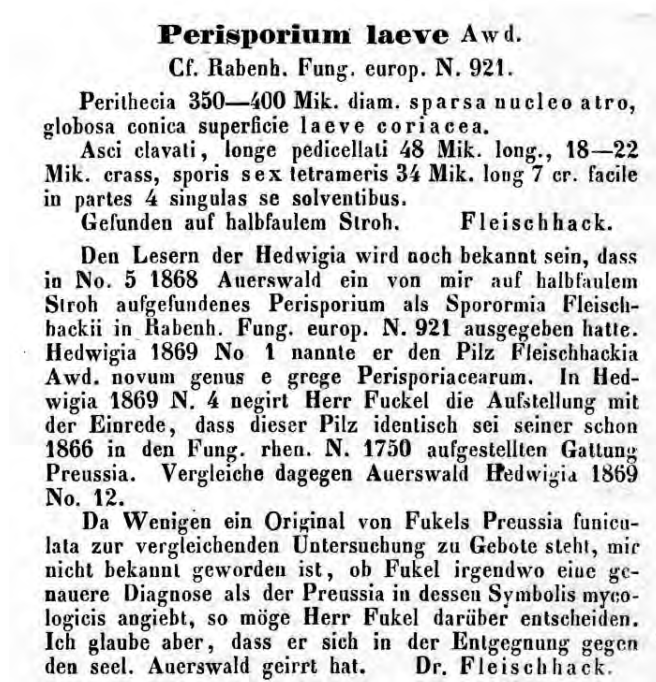 Perisporium laeve Awd.
Cf. Rabenh. Fung. europ. N. 921.
Perithecia 350—400 Mik. diam. sparsa nucleo atro,
globosa conica superficie laeve coriacea.
Asci clavati, longe pedicellati 48 Mik. long., 18—22
Mik. crass, sporis sex tetrameris 34 Mik. long 7 cr. facile
in partes 4 singulas se solventibus.
Gefunden auf halbfaulem Stroh. Fleischhack.
Den Lesern der Hedwigia wird noch bekannt sein, dass
in No. 5 1868 Auerswald ein von mir auf halbfaulem
Stroh aufgefundenes Perisporium als Sporormia Fleisch-
hackii in Rabenh. Fung. europ. N. 921 ausgegeben hatte.
Hedwigia 1869 No 1 nannte er den Pilz Fleischhackia
Awd. novum genus e grege Perisporiacearum. In Hed-
wigia 1869 N. 4 negirt Herr Fuckel die Aufstellung mit
der Einrede, dass dieser Pilz identisch sei seiner schon
1866 in den Fung. rhen. N. 1750 aufgestellten Gattung
Preussia. Vergleiche dagegen Auerswald Hedwigia 1869
No. 12.
Da Wenigen ein Original von Fukels Preussia funicu-
lata zur vergleichenden Untersuchung zu Gebote steht, mir
nicht bekannt geworden ist, ob Fukel irgendwo eine ge-
nauere Diagnose als der Preussia in dessen Symbolis myco-
logicis angiebt, so möge Herr Fukel darüber entscheiden.
Ich glaube aber, dass er sich in der Entgegnung gegen
den seel. Auerswald geirrt hat. Dr. Fleischhack.